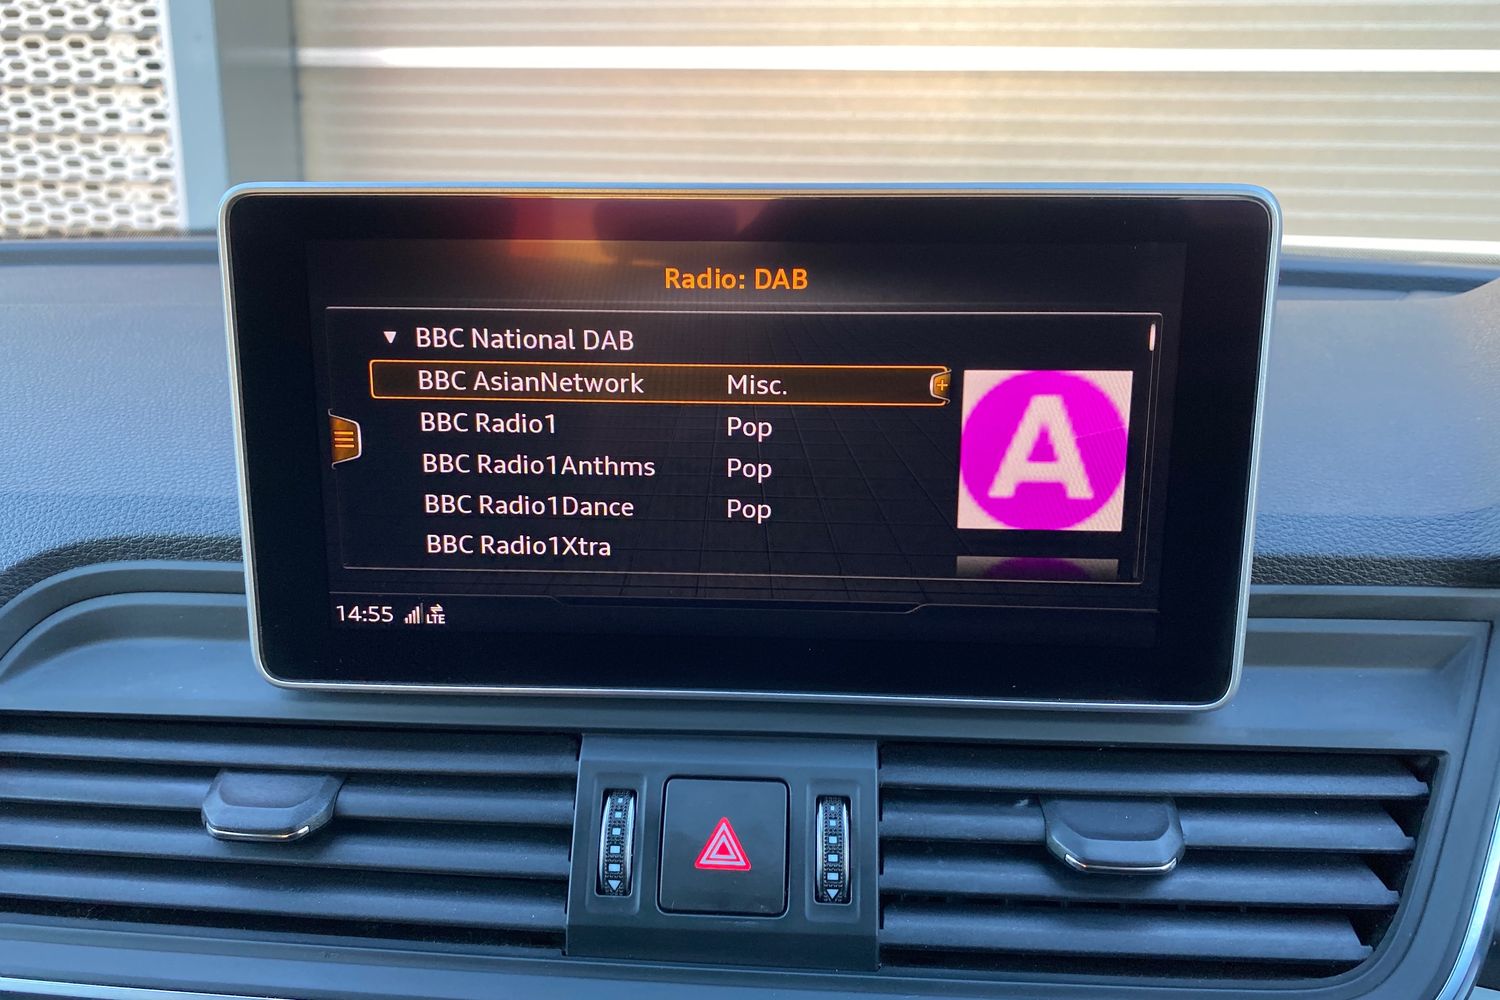 Radio: DAB
▼ BBC National DAB
BBC AsianNetwork Misc.
BBC Radio1 Pop
BBC Radio1Anthms Pop
BBC Radio1Dance Pop
BBC Radio1Xtra
A
14:55 LTE